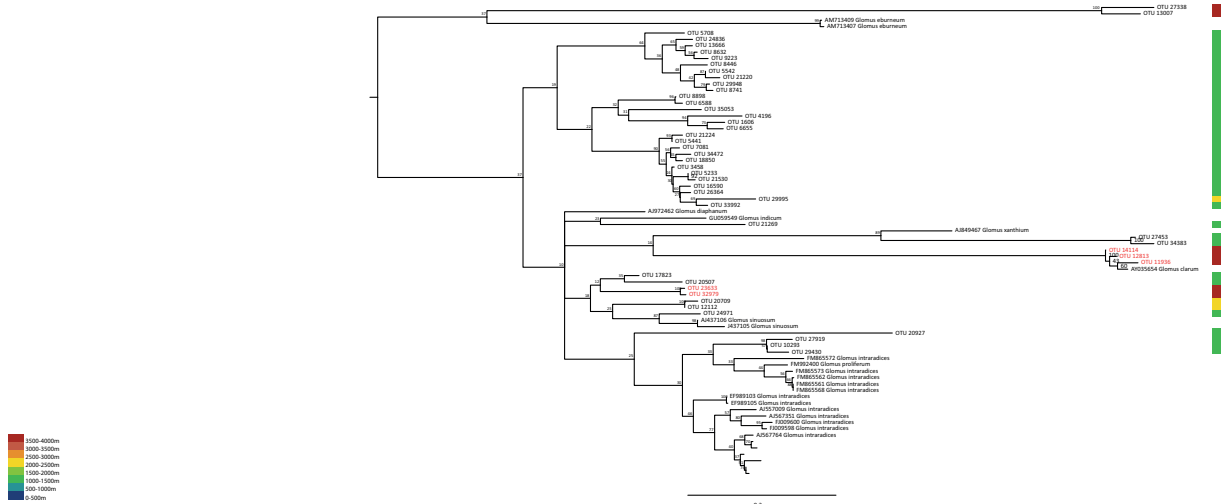 OTU 27338
OTU 13007
AM713409 Glomus eburneum
AM713407 Glomus eburneum
OTU 5708
OTU 24836
OTU 13666
OTU 8632
OTU 9223
OTU 8446
OTU 5542
OTU 21220
OTU 29948
OTU 8741
OTU 8898
OTU 6588
OTU 35053
OTU 4196
OTU 1606
OTU 6655
OTU 21224
OTU 5441
OTU 7081
OTU 34472
OTU 18850
OTU 3458
OTU 5233
OTU 21530
OTU 16590
OTU 26364
OTU 29995
OTU 33992
AJ972462 Glomus diaphanum
GU059549 Glomus indicum
OTU 21269
AJ849467 Glomus xanthium
OTU 27453
100
OTU 34383
OTU 14114
OTU 12813
OTU 11936
AY035654 Glomus clarum
OTU 17823
OTU 20507
OTU 23633
OTU 32979
OTU 20709
OTU 12112
OTU 24971
AJ437106 Glomus sinuosum
J437105 Glomus sinuosum
OTU 20927
OTU 27919
OTU 10293
OTU 29430
FM865572 Glomus intraradices
FM992400 Glomus proliferum
FM865573 Glomus intraradices
FM865562 Glomus intraradices
FM865561 Glomus intraradices
FM865568 Glomus intraradices
EF989103 Glomus intraradices
EF989105 Glomus intraradices
AJ557009 Glomus intraradices
AJ567351 Glomus intraradices
FJ009600 Glomus intraradices
FJ009598 Glomus intraradices
AJ567764 Glomus intraradices
3500-4000m
3000-3500m
2500-3000m
2000-2500m
1500-2000m
1000-1500m
500-1000m
0-500m